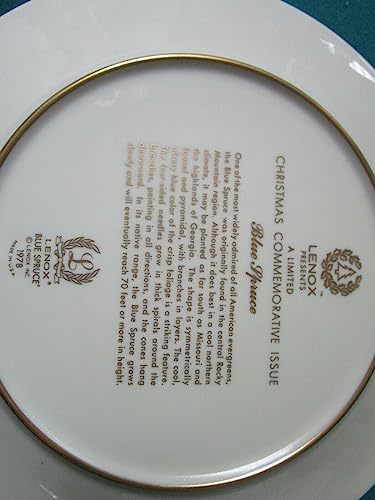 LENOX™
PRESENTS
A LIMITED
CHRISTMAS COMMEMORATIVE ISSUE
Blue Spruce
One of the most widely admired of all American evergreens,
the Blue Spruce was originally found in the central Rocky
Mountain region. Although it does best in a cool northern
climate, it may be planted as far south as Missouri and
the highlands of Georgia. The shape is symmetrically
funnel and pyramidal, with branches in layers. The cool,
silvery blue color of the crisp foliage is a striking feature.
The four-sided needles grow in thick spirals around the
branches, pointing in all directions, and the cones hang
downward. In its native range, the Blue Spruce grows
slowly and will eventually reach 70 feet or more in height.
L
LENOX®
BLUE SPRUCE®
© LENOX, INC.
1979
MADE IN U.S.A.